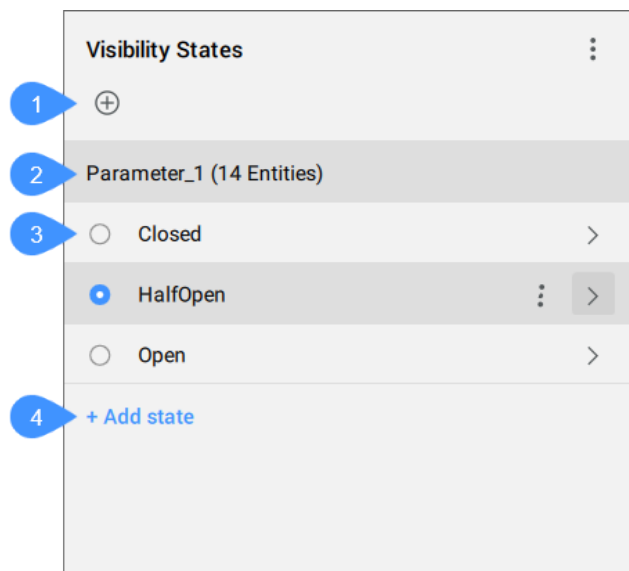 Visibility States
1
2
Parameter_1 (14 Entities)
3
Closed
HalfOpen
Open
4
+ Add state